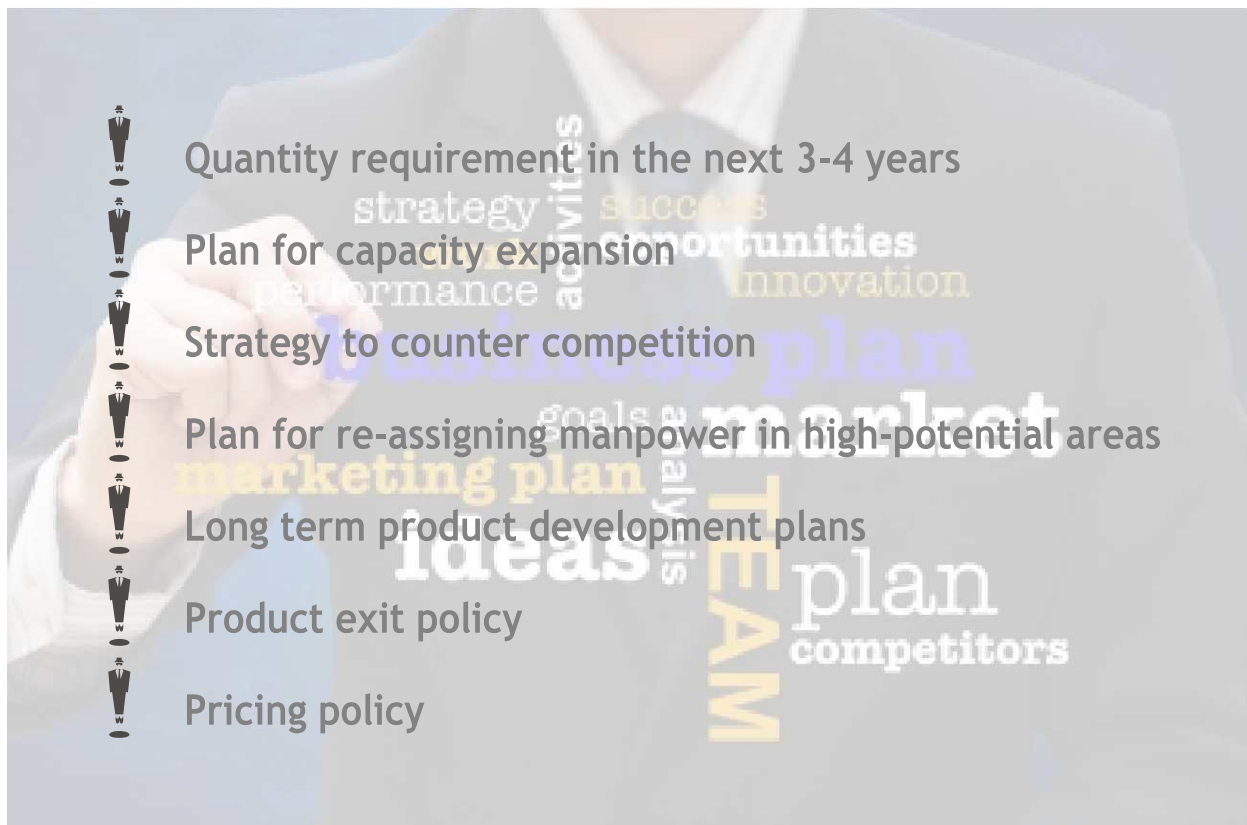 Quantity requirement in the next 3-4 years
Plan for capacity expansion
Strategy to counter competition
Plan for re-assigning manpower in high-potential areas
Long term product development plans
Product exit policy
Pricing policy
activities
strategy
success
work
opportunities
performance
innovation
business plan
goals
analysis
market
marketing plan
ideas
TEAM
plan
competitors